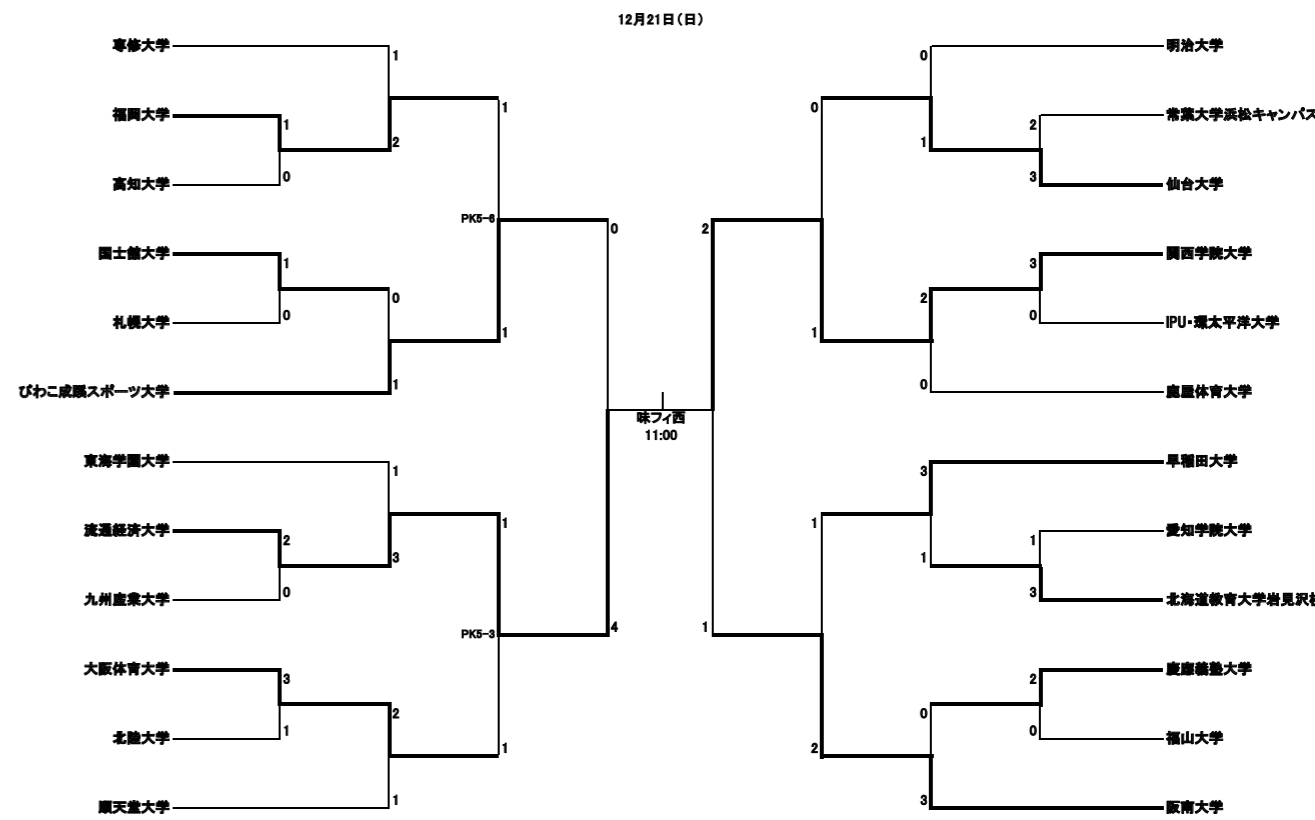 12月21日(日)
専修大学
1
福岡大学
1
2
1
高知大学
0
PK5-6
国士舘大学
1
0
札幌大学
0
1
びわこ成蹊スポーツ大学
1
0
東海学園大学
1
流通経済大学
2
3
1
九州産業大学
0
PK5-3
4
大阪体育大学
3
2
北陸大学
1
1
順天堂大学
1
味フィ西
11:00
明治大学
0
0
常葉大学浜松キャンパス
2
1
仙台大学
3
2
関西学院大学
3
2
IPU・環太平洋大学
0
1
鹿屋体育大学
0
早稲田大学
3
1
愛知学院大学
1
1
北海道教育大学岩見沢校
3
1
慶應義塾大学
2
0
福山大学
0
2
阪南大学
3